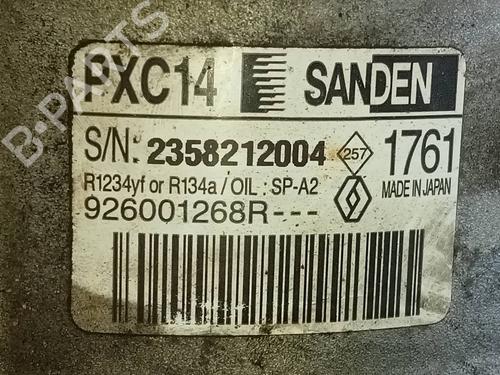 PXC14 SANDEN
S/N: 2358212004 257 1761
R1234yf or R134a / OIL : SP-A2 MADE IN JAPAN
926001268R---
B-PARTS